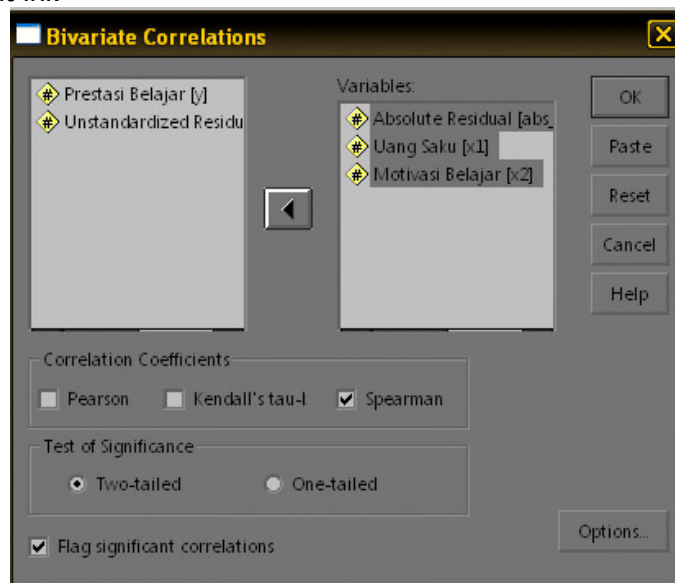 Bivariate Correlations
Prestasi Belajar [y]
Unstandardized Residu
Variables:
Absolute Residual [abs_
Uang Saku [x1]
Motivasi Belajar [x2]
OK
Paste
Reset
Cancel
Help
Correlation Coefficients
Pearson Kendall's tau-l Spearman
Test of Significance
Two-tailed One-tailed
Flag significant correlations
Options...